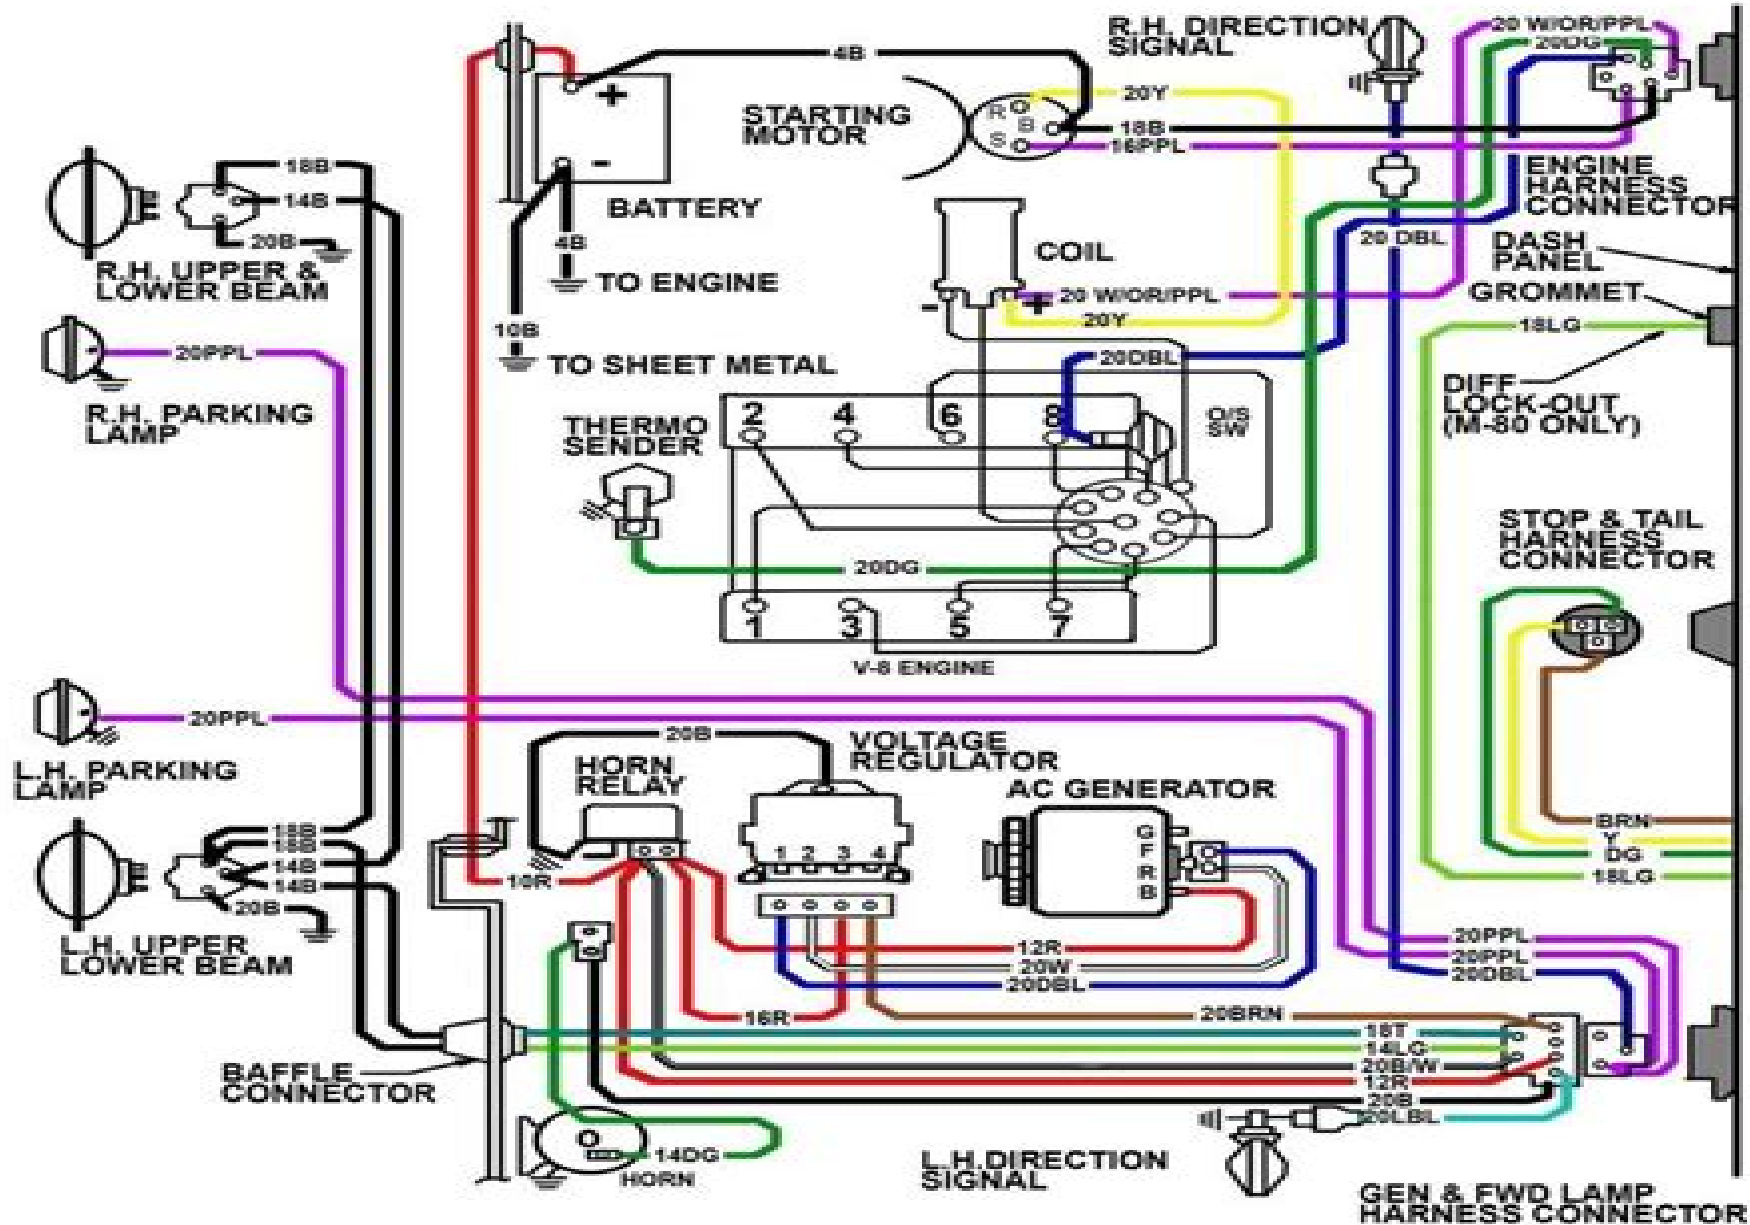 R.H. DIRECTION
SIGNAL
20 W/OR/PPL
20DG
4B
+
STARTING
MOTOR
R
B
S
20Y
18B
16PPL
-
BATTERY
18B
14B
20B
R.H. UPPER &
LOWER BEAM
4B
TO ENGINE
10B
TO SHEET METAL
COIL
-
+
20 W/OR/PPL
20Y
20 DBL
ENGINE
HARNESS
CONNECTOR
DASH
PANEL
GROMMET
18LG
DIFF
LOCK-OUT
(M-80 ONLY)
20PPL
R.H. PARKING
LAMP
20DBL
THERMO
SENDER
2
4
6
8
O/S
SW
20DG
1
3
5
7
V-8 ENGINE
STOP & TAIL
HARNESS
CONNECTOR
BRN
Y
DG
18LG
20PPL
L.H. PARKING
LAMP
20B
HORN
RELAY
VOLTAGE
REGULATOR
1 2 3 4
AC GENERATOR
G
F
R
B
18B
18B
14B
14B
20B
L.H. UPPER
LOWER BEAM
10R
12R
20W
20DBL
16R
20BRN
20PPL
20PPL
20DBL
18T
14LG
20B/W
12R
20B
20LBL
BAFFLE
CONNECTOR
14DG
HORN
L.H.DIRECTION
SIGNAL
GEN & FWD LAMP
HARNESS CONNECTOR